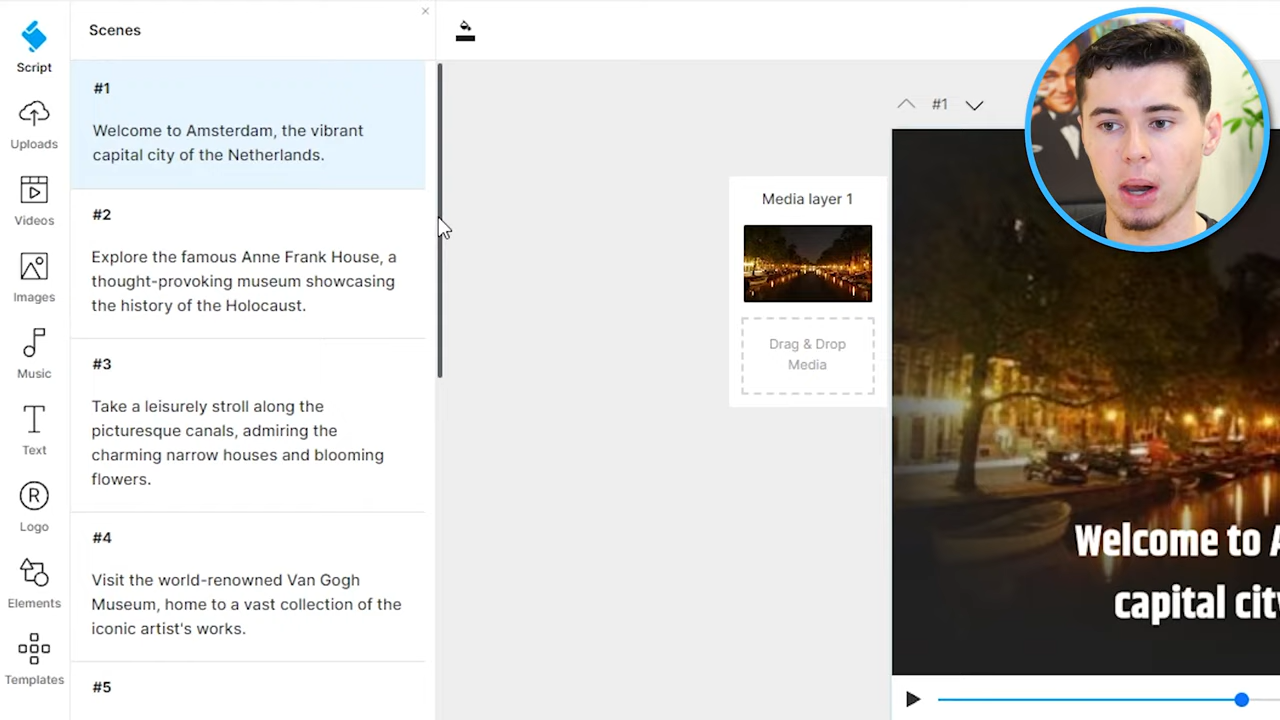 Script
Uploads
Videos
Images
Music
Text
R
Logo
Elements
Templates
Scenes
×
#1
Welcome to Amsterdam, the vibrant
capital city of the Netherlands.
#2
Explore the famous Anne Frank House, a
thought-provoking museum showcasing
the history of the Holocaust.
#3
Take a leisurely stroll along the
picturesque canals, admiring the
charming narrow houses and blooming
flowers.
#4
Visit the world-renowned Van Gogh
Museum, home to a vast collection of the
iconic artist's works.
#5
#1
Media layer 1
Drag & Drop
Media
Welcome to A
capital city